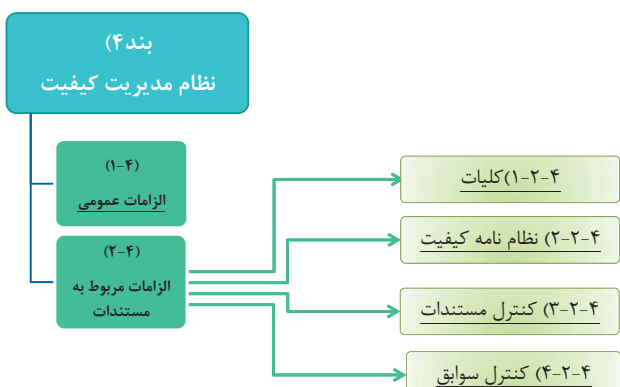 بند۴)
نظام مدیریت کیفیت
(۱-۴)
الزامات عمومی
(۲-۴)
الزامات مربوط به
مستندات
۴-۲-۱)کلیات
۴-۲-۲) نظام نامه کیفیت
۴-۲-۳) کنترل مستندات
۴-۲-۴) کنترل سوابق